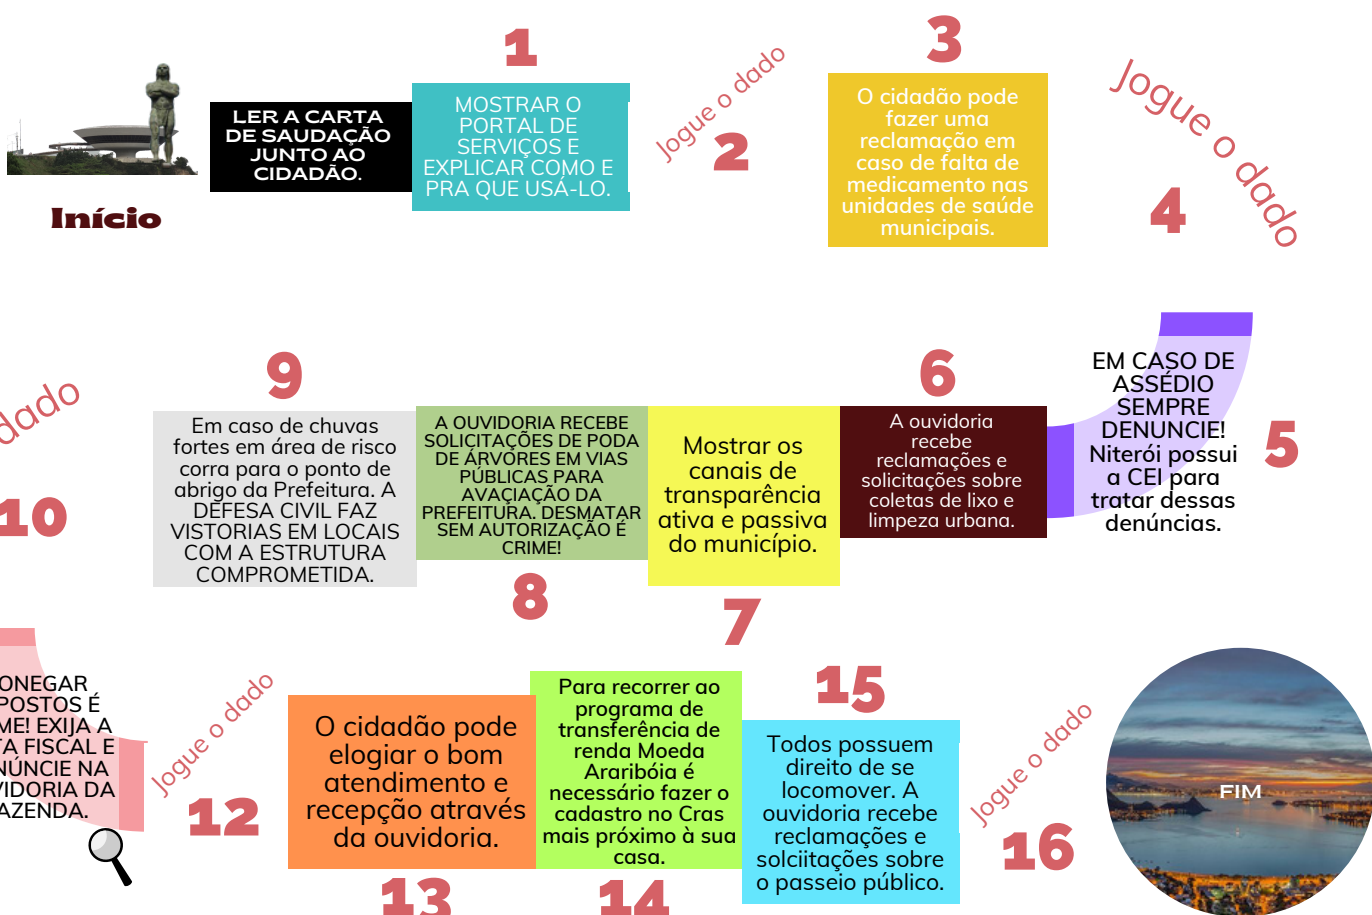 Início
LER A CARTA
DE SAUDAÇÃO
JUNTO AO
CIDADÃO.
1
MOSTRAR O
PORTAL DE
SERVIÇOS E
EXPLICAR COMO E
PRA QUE USÁ-LO.
Jogue o dado
2
3
O cidadão pode
fazer uma
reclamação em
caso de falta de
medicamento nas
unidades de saúde
municipais.
Jogue o dado
4
EM CASO DE
ASSÉDIO
SEMPRE
DENUNCIE!
Niterói possui
a CEI para
tratar dessas
denúncias.
5
6
A ouvidoria
recebe
reclamações e
solicitações sobre
coletas de lixo e
limpeza urbana.
Mostrar os
canais de
transparência
ativa e passiva
do município.
7
A OUVIDORIA RECEBE
SOLICITAÇÕES DE PODA
DE ÁRVORES EM VIAS
PÚBLICAS PARA
AVACIAÇÃO DA
PREFEITURA. DESMATAR
SEM AUTORIZAÇÃO É
CRIME!
8
9
Em caso de chuvas
fortes em área de risco
corra para o ponto de
abrigo da Prefeitura. A
DEFESA CIVIL FAZ
VISTORIAS EM LOCAIS
COM A ESTRUTURA
COMPROMETIDA.
dado
10
ONEGAR
POSTOS É
ME! EXIJA A
TA FISCAL E
NÚNCIE NA
VIDORIA DA
AZENDA.
Jogue o dado
12
O cidadão pode
elogiar o bom
atendimento e
recepção através
da ouvidoria.
13
Para recorrer ao
programa de
transferência de
renda Moeda
Araribóia é
necessário fazer o
cadastro no Cras
mais próximo à sua
casa.
14
15
Todos possuem
direito de se
locomover. A
ouvidoria recebe
reclamações e
solciitações sobre
o passeio público.
Jogue o dado
16
FIM